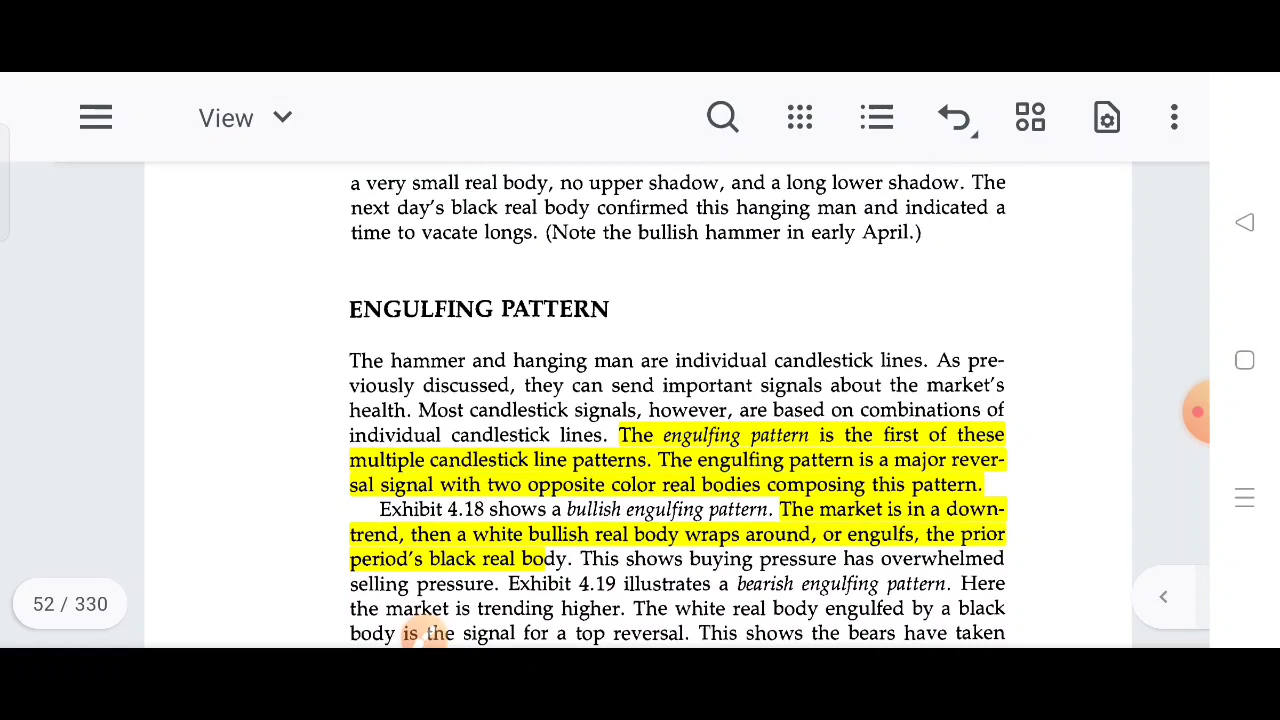 View
a very small real body, no upper shadow, and a long lower shadow. The
next day's black real body confirmed this hanging man and indicated a
time to vacate longs. (Note the bullish hammer in early April.)
ENGULFING PATTERN
The hammer and hanging man are individual candlestick lines. As pre-
viously discussed, they can send important signals about the market's
health. Most candlestick signals, however, are based on combinations of
individual candlestick lines. The engulfing pattern is the first of these
multiple candlestick line patterns. The engulfing pattern is a major rever-
sal signal with two opposite color real bodies composing this pattern.
Exhibit 4.18 shows a bullish engulfing pattern. The market is in a down-
trend, then a white bullish real body wraps around, or engulfs, the prior
period's black real body. This shows buying pressure has overwhelmed
selling pressure. Exhibit 4.19 illustrates a bearish engulfing pattern. Here
the market is trending higher. The white real body engulfed by a black
body is the signal for a top reversal. This shows the bears have taken
52 / 330